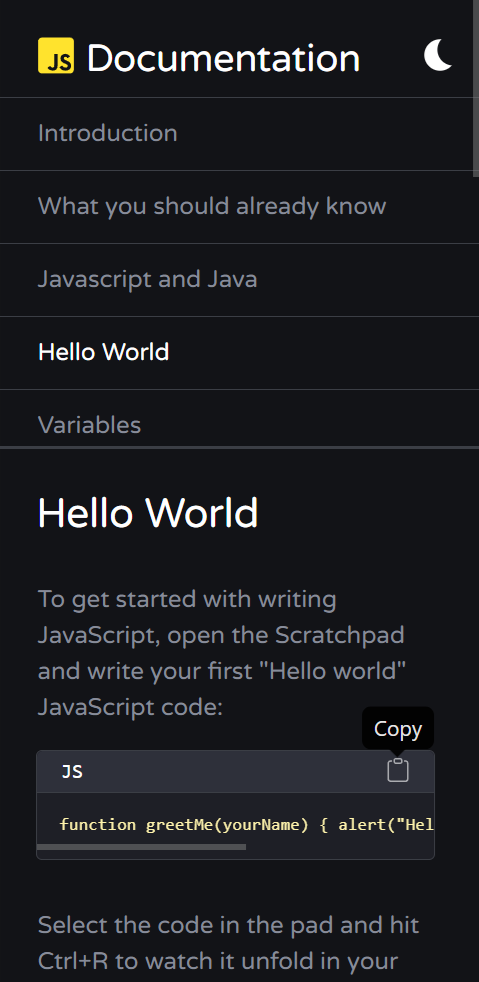 JS Documentation
Introduction
What you should already know
Javascript and Java
Hello World
Variables
Hello World
To get started with writing
JavaScript, open the Scratchpad
and write your first "Hello world"
JavaScript code:
Copy
JS
function greetMe(yourName) { alert("Hel
Select the code in the pad and hit
Ctrl+R to watch it unfold in your